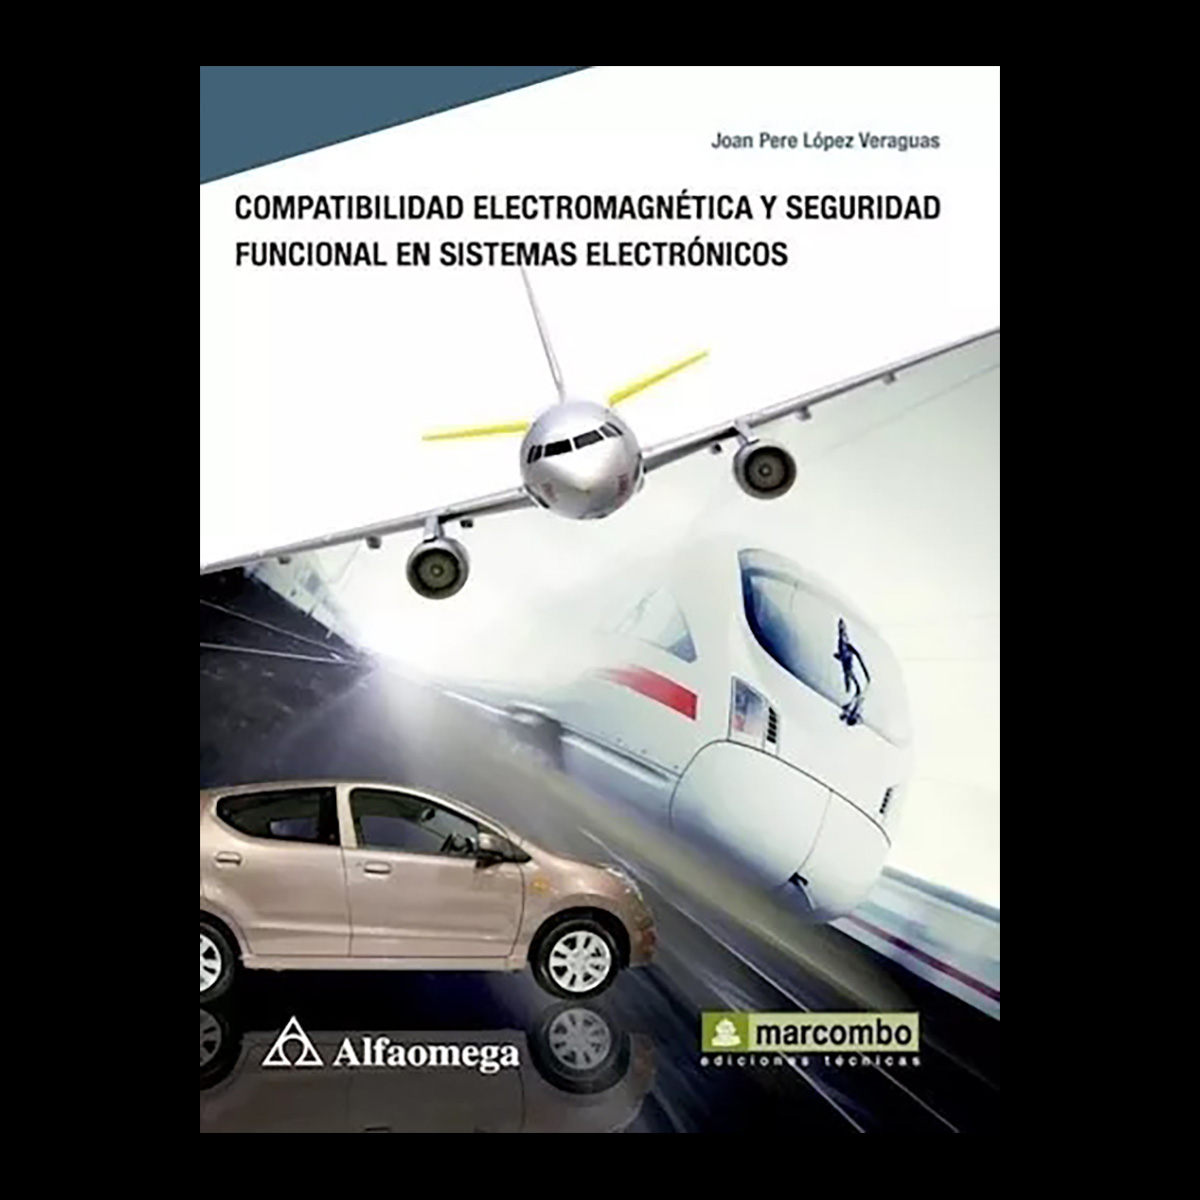 Joan Pere López Veraguas
COMPATIBILIDAD ELECTROMAGNÉTICA Y SEGURIDAD
FUNCIONAL EN SISTEMAS ELECTRÓNICOS
Alfaomega
marcombo
ediciones técnicas